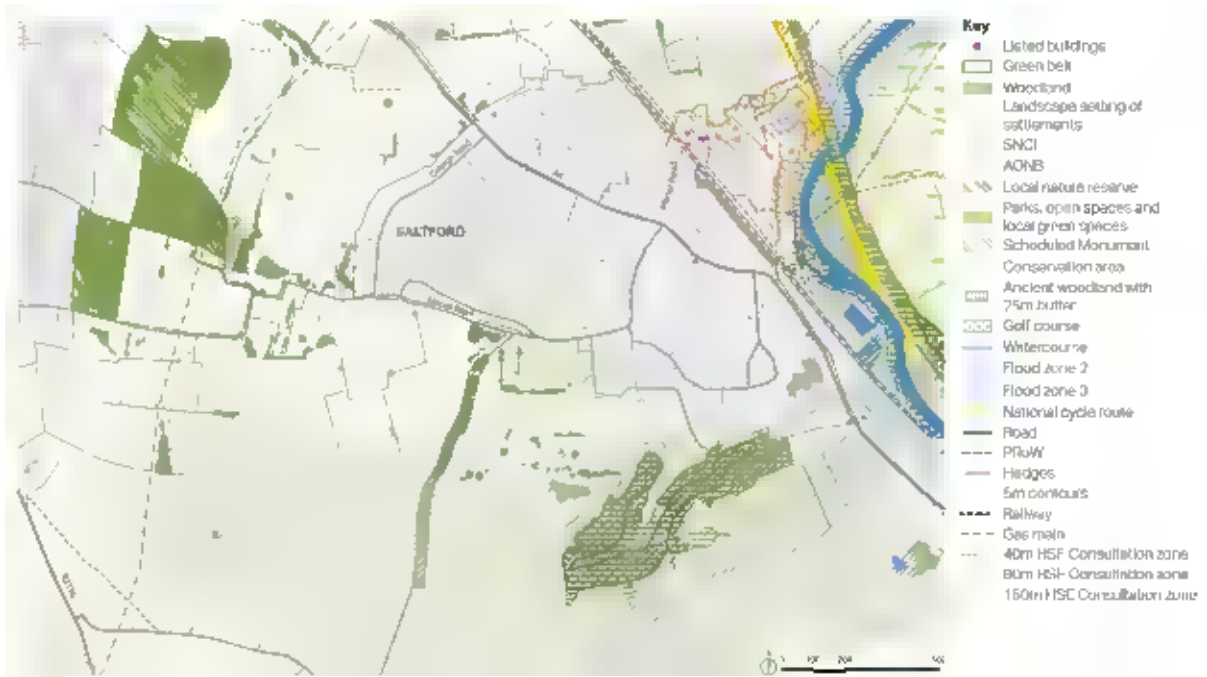 SALTFORD
Key
Listed buildings
Green belt
Woodland
Landscape setting of
settlements
SNCI
AONB
Local nature reserve
Parks, open spaces and
local green spaces
Scheduled Monument
Conservation area
Ancient woodland with
buffer
Golf course
Watercourse
Flood zone 2
Flood zone 3
National cycle route
Road
PRoW
Hedges
5m contours
Railway
Gas main
HSE Consultation zone
HSE Consultation zone
150m HSE Consultation zone